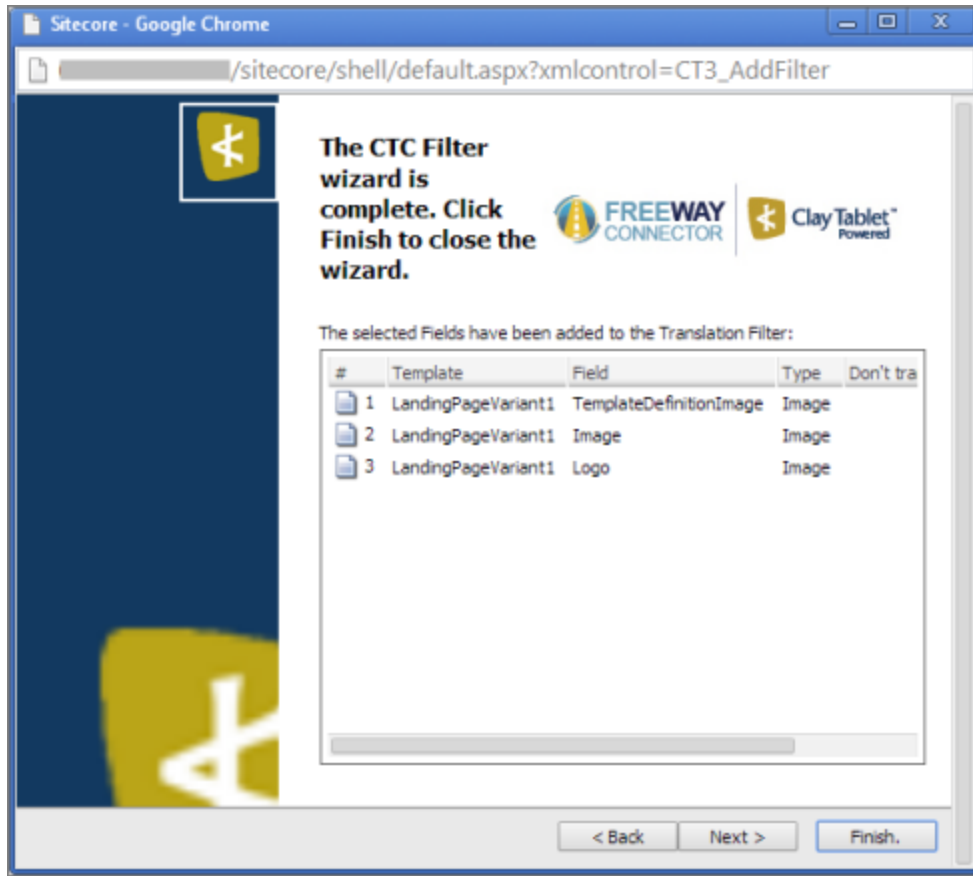 Sitecore - Google Chrome
/sitecore/shell/default.aspx?xmlcontrol=CT3_AddFilter
The CTC Filter
wizard is
complete. Click
Finish to close the
wizard.
FREEWAY
CONNECTOR
Clay Tablet™
Powered
The selected Fields have been added to the Translation Filter:
# Template Field Type Don't tra
1 LandingPageVariant1 TemplateDefinitionImage Image
2 LandingPageVariant1 Image Image
3 LandingPageVariant1 Logo Image
< Back Next > Finish.